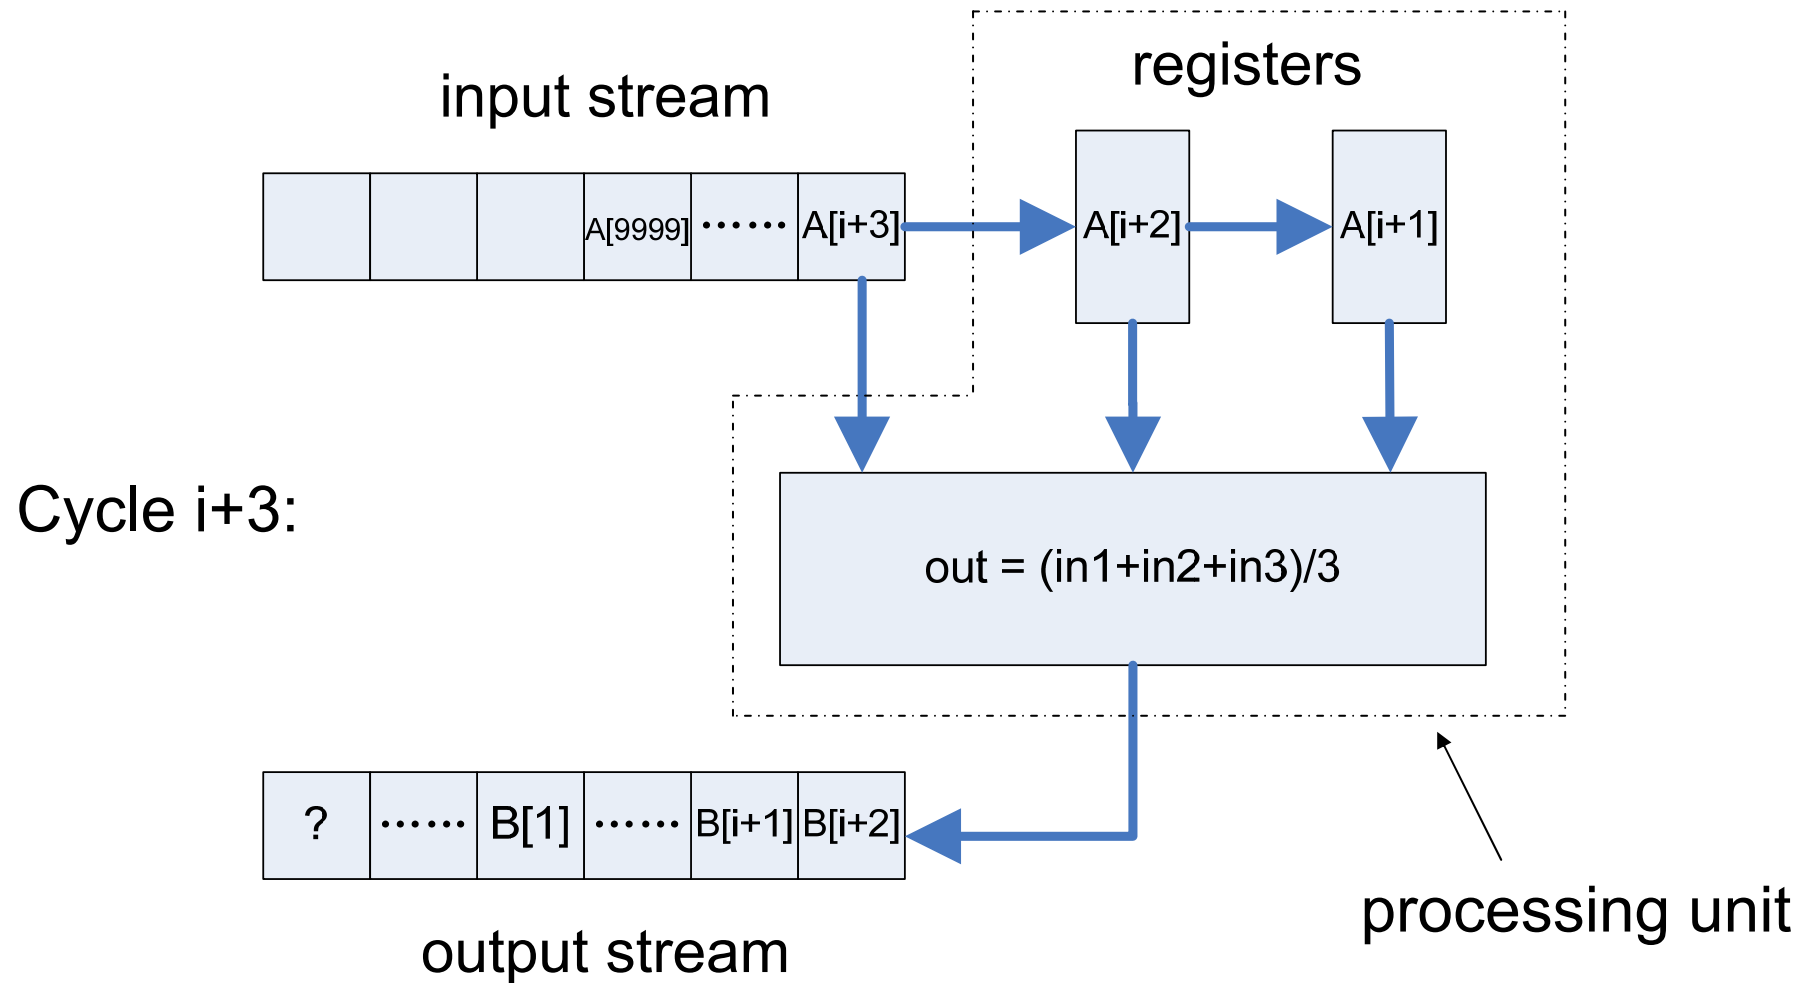 registers
input stream
A[9999] ...... A[i+3] A[i+2] A[i+1]
Cycle i+3:
out = (in1+in2+in3)/3
? ...... B[1] ...... B[i+1] B[i+2]
processing unit
output stream